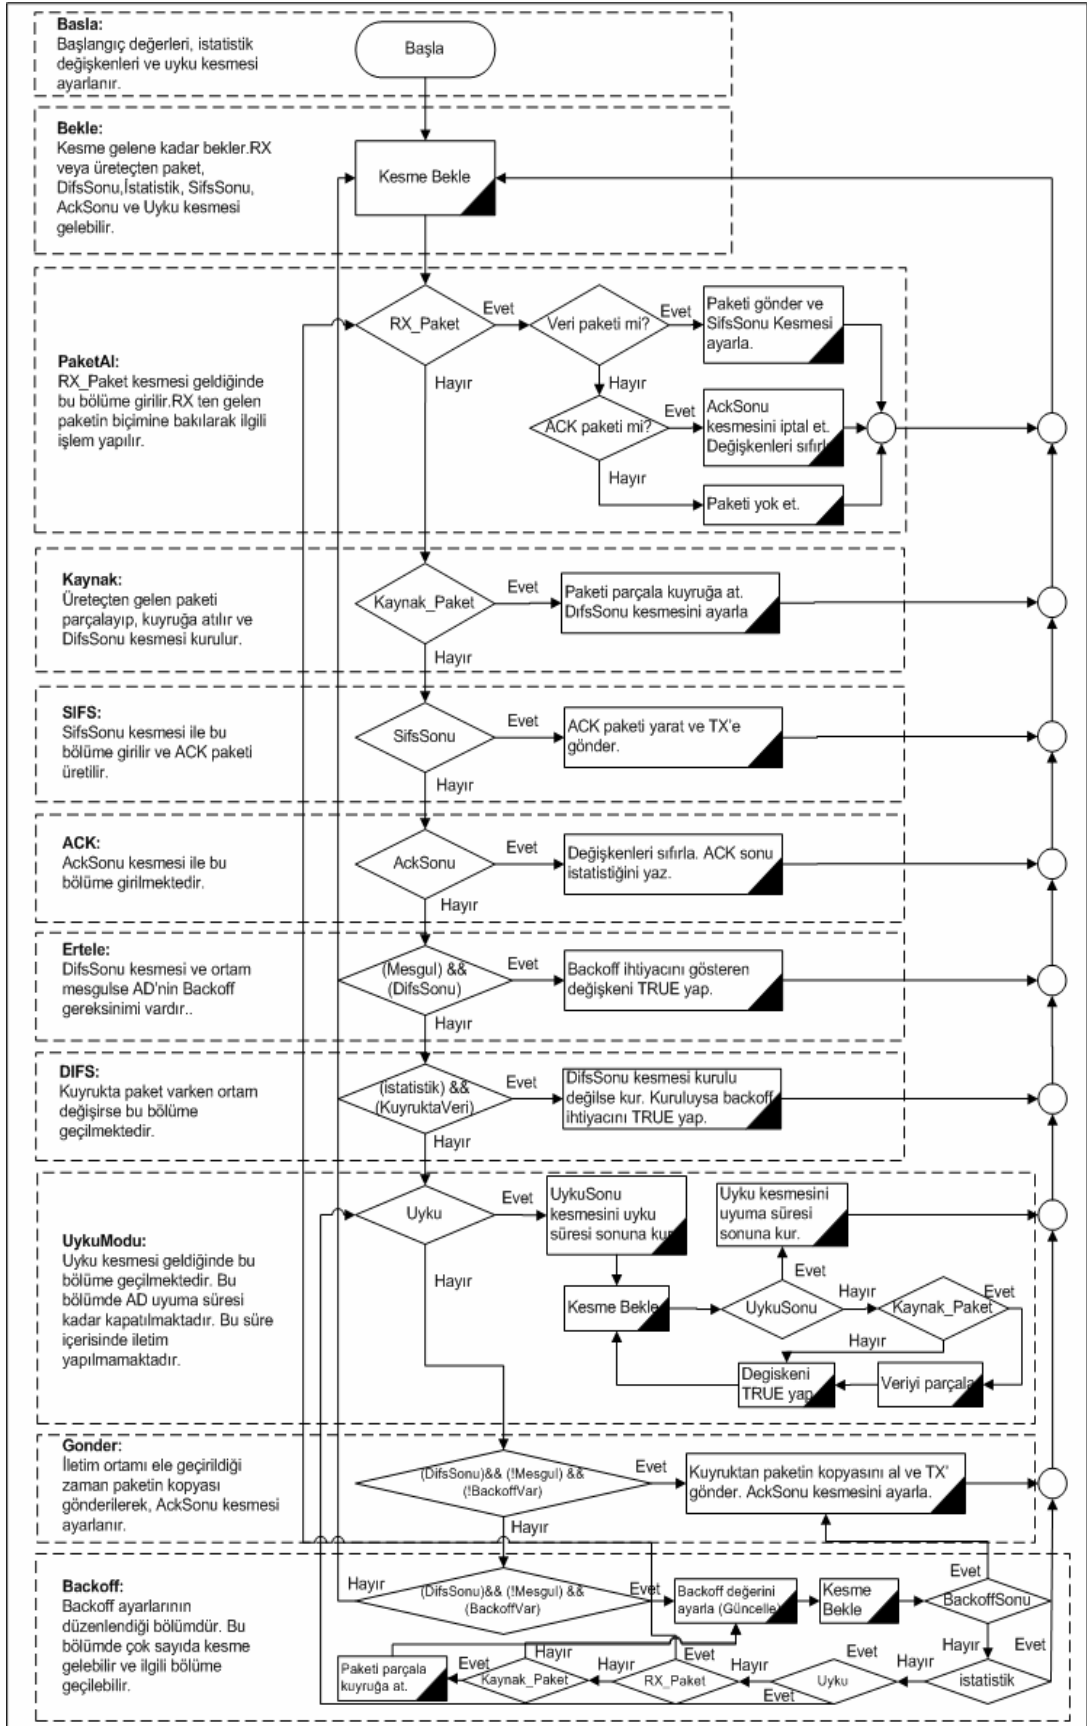 Basla:
Başlangıç değerleri, istatistik
değişkenleri ve uyku kesmesi
ayarlanır.
Başla
Bekle:
Kesme gelene kadar bekler.RX
veya üreteçten paket,
DifsSonu,İstatistik, SifsSonu,
AckSonu ve Uyku kesmesi
gelebilir.
Kesme Bekle
PaketAl:
RX_Paket kesmesi geldiğinde
bu bölüme girilir.RX ten gelen
paketin biçimine bakılarak ilgili
işlem yapılır.
RX_Paket
Evet
Veri paketi mi?
Evet
Paketi gönder ve
SifsSonu Kesmesi
ayarla.
Hayır
Hayır
ACK paketi mi?
Evet
AckSonu
kesmesini iptal et.
Değişkenleri sıfırla
Hayır
Paketi yok et.
Kaynak:
Üreteçten gelen paketi
parçalayıp, kuyruğa atılır ve
DifsSonu kesmesi kurulur.
Kaynak_Paket
Evet
Paketi parçala kuyruğa at.
DıfsSonu kesmesini ayarla
Hayır
SIFS:
SifsSonu kesmesi ile bu
bölüme girilir ve ACK paketi
üretilir.
SifsSonu
Evet
ACK paketi yarat ve TX'e
gönder.
Hayır
ACK:
AckSonu kesmesi ile bu
bölüme girilmektedir.
AckSonu
Evet
Değişkenleri sıfırla. ACK sonu
istatistiğini yaz.
Hayır
Ertele:
DifsSonu kesmesi ve ortam
mesgulse AD'nin Backoff
gereksinimi vardır..
(Mesgul) &&
(DifsSonu)
Evet
Backoff ihtiyacını gösteren
değişkeni TRUE yap.
Hayır
DIFS:
Kuyrukta paket varken ortam
değişirse bu bölüme
geçilmektedir.
(istatistik) &&
(KuyruktaVeri)
Evet
DifsSonu kesmesi kurulu
değilse kur. Kuruluysa backoff
ihtiyacını TRUE yap.
Hayır
UykuModu:
Uyku kesmesi geldiğinde bu
bölüme geçilmektedir. Bu
bölümde AD uyuma süresi
kadar kapatılmaktadır. Bu süre
içerisinde iletim
yapılmamaktadır.
Uyku
Evet
UykuSonu
kesmesini uyku
süresi sonuna kur
Uyku kesmesini
uyuma süresi
sonuna kur.
Hayır
Evet
Kesme Bekle
UykuSonu
Hayır
Kaynak_Paket
Evet
Hayır
Degiskeni
TRUE yap
Veriyi parçala
Gonder:
İletim ortamı ele geçirildiği
zaman paketin kopyası
gönderilerek, AckSonu kesmesi
ayarlanır.
(DifsSonu)&& (!Mesgul) &&
(!BackoffVar)
Evet
Kuyruktan paketin kopyasını al ve TX'
gönder. AckSonu kesmesini ayarla.
Hayır
Backoff:
Backoff ayarlarının
düzenlendiği bölümdür. Bu
bölümde çok sayıda kesme
gelebilir ve ilgili bölüme
geçilebilir.
Hayır
(DifsSonu)&& (!Mesgul) &&
(BackoffVar)
Evet
Backoff değerini
ayarla (Güncelle)
Kesme
Bekle
Evet
BackoffSonu
Hayır
Evet
istatistik
Hayır
Evet
Uyku
Evet
Hayır
Evet
RX_Paket
Hayır
Hayır
Kaynak_Paket
Evet
Paketi parçala
kuyruğa at.